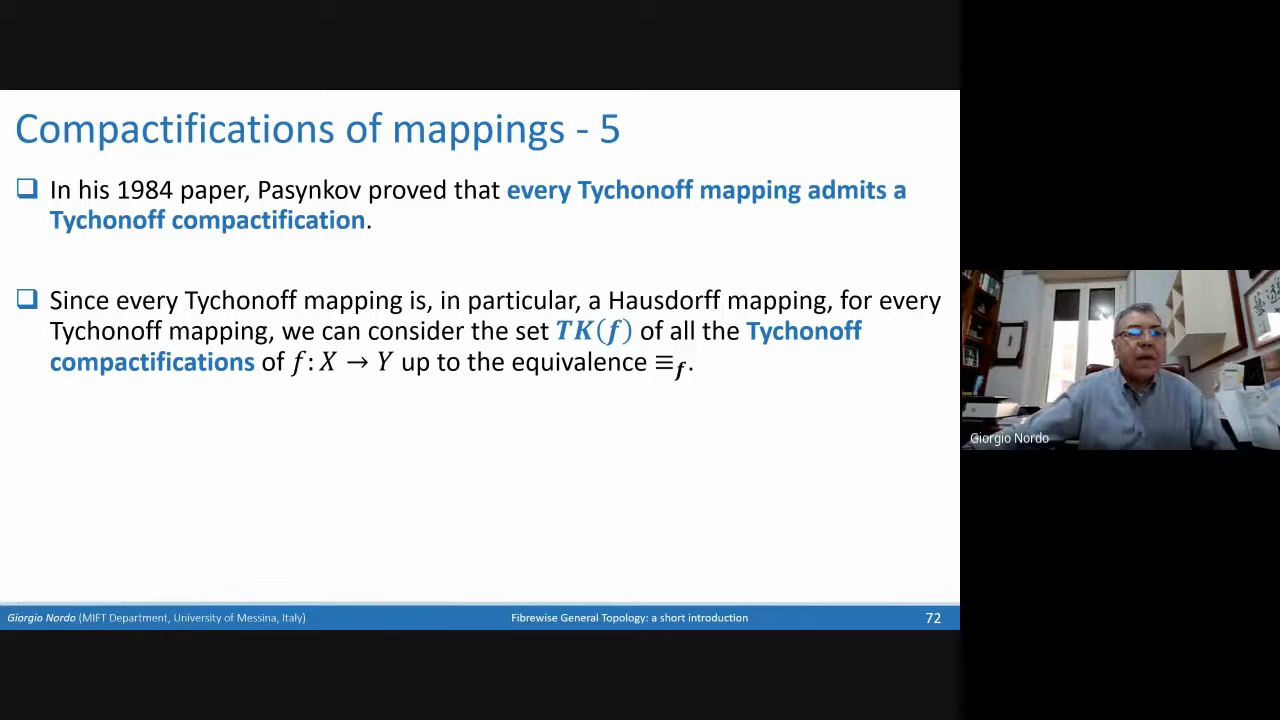 Compactifications of mappings - 5
In his 1984 paper, Pasynkov proved that every Tychonoff mapping admits a
Tychonoff compactification.
Since every Tychonoff mapping is, in particular, a Hausdorff mapping, for every
Tychonoff mapping, we can consider the set TK(f) of all the Tychonoff
compactifications of f: X → Y up to the equivalence ≡f.
Giorgio Nordo
Giorgio Nordo (MIFT Department, University of Messina, Italy)
Fibrewise General Topology: a short introduction
72